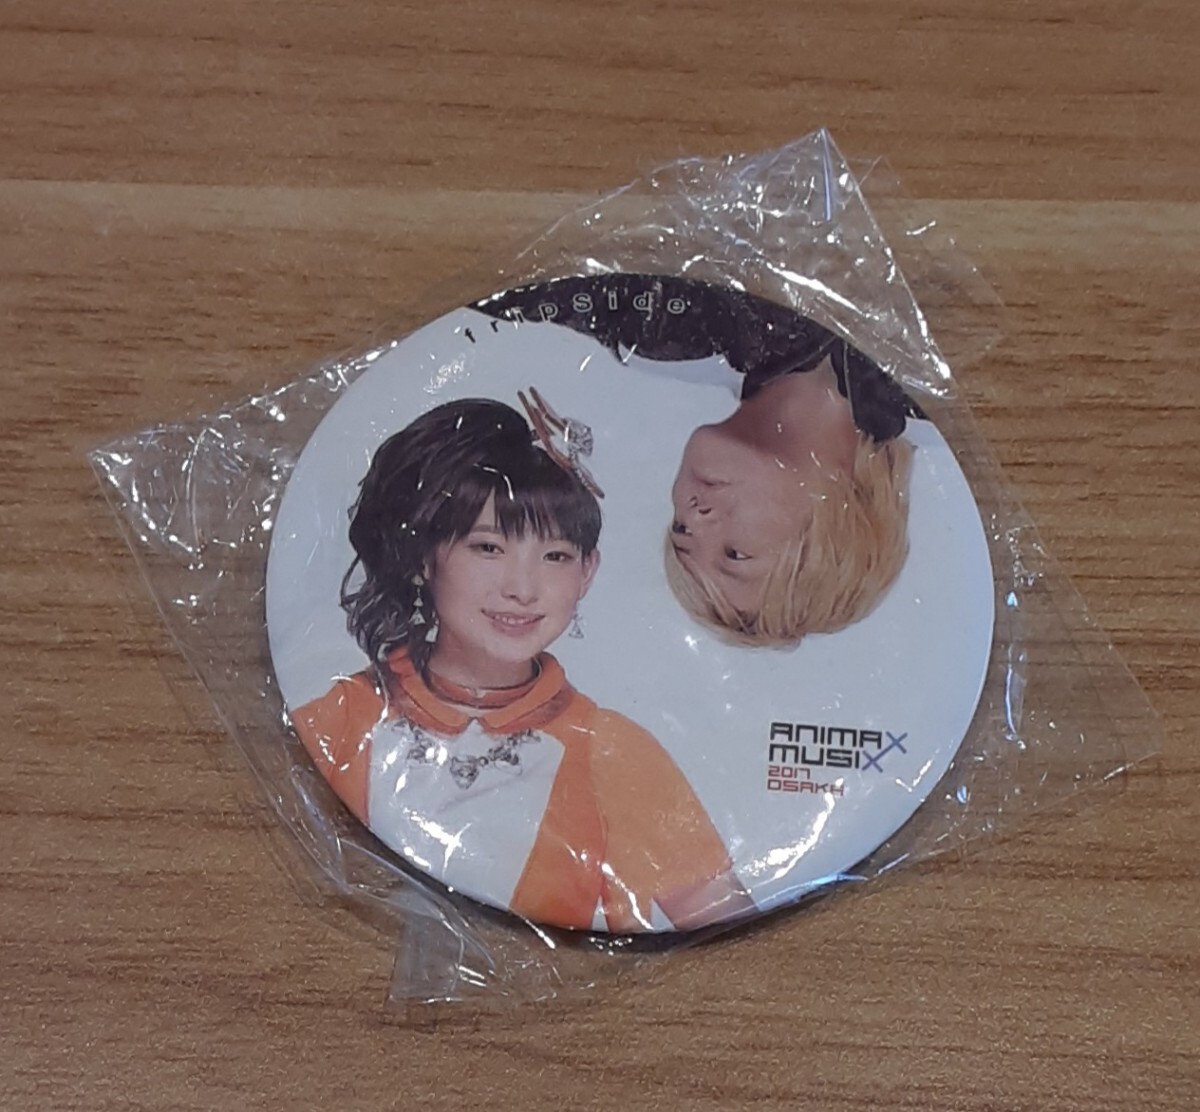 fripSide
ANIMAX
MUSIX
2017
OSAKA